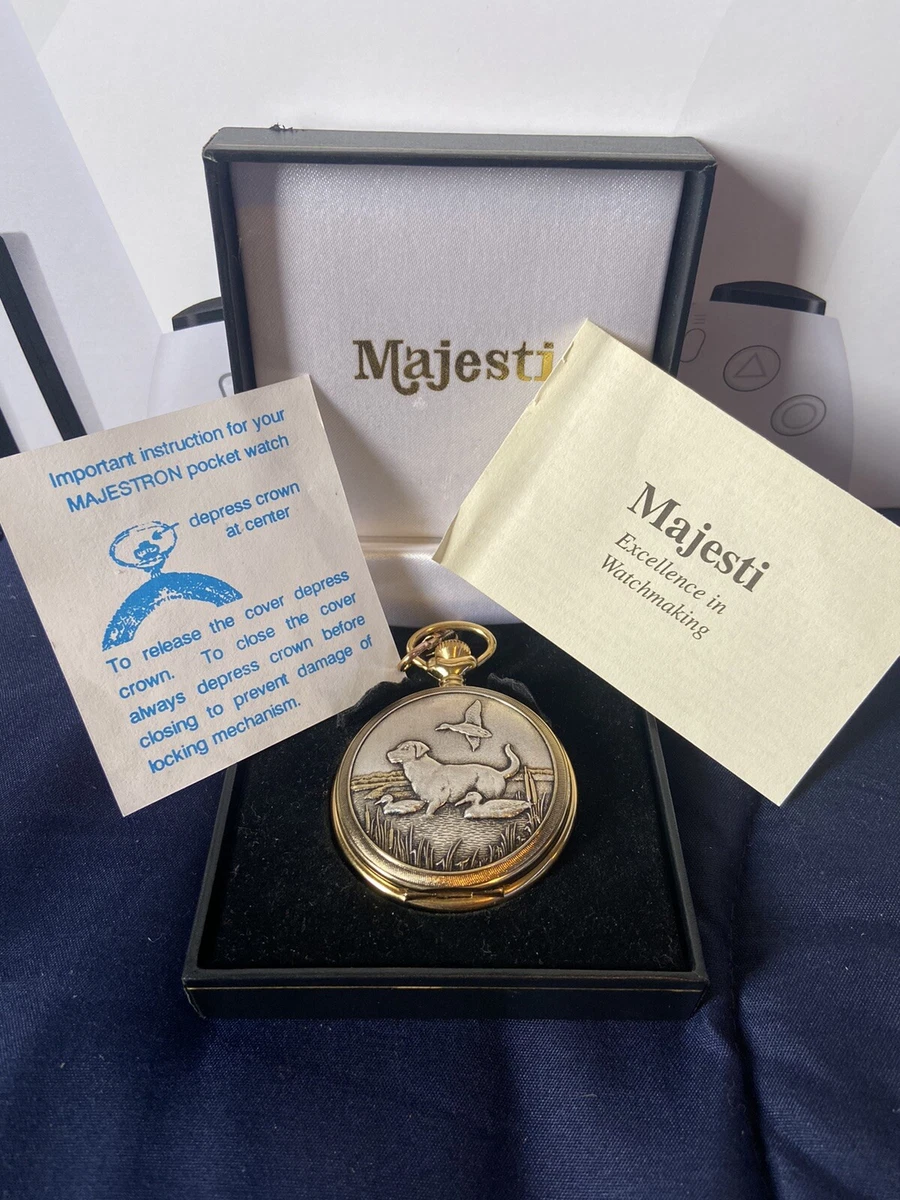 Majesti
Important instruction for your
MAJESTRON pocket watch
depress crown
at center
To release the cover depress
crown. To close the cover
always depress crown before
closing to prevent damage of
locking mechanism.
Majesti
Excellence in
Watchmaking